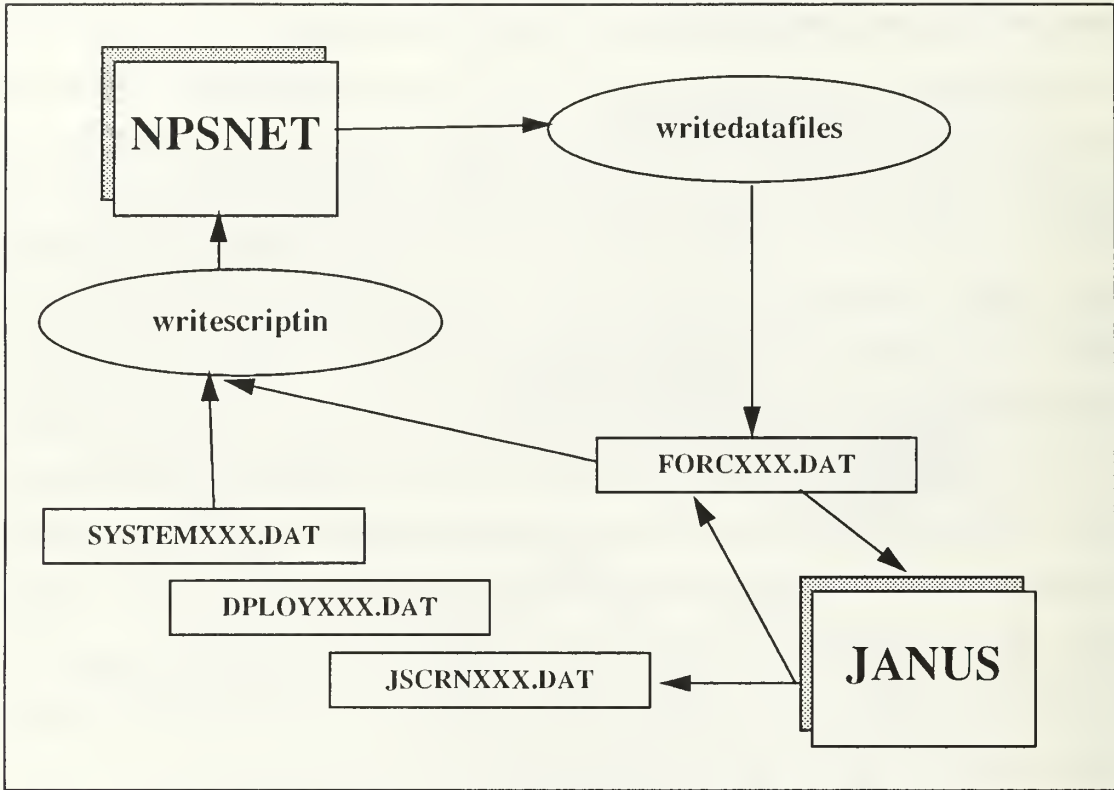 NPSNET
writedatafiles
writescriptin
FORCXXX.DAT
SYSTEMXXX.DAT
DPLOYXXX.DAT
JSCRNXXX.DAT
JANUS